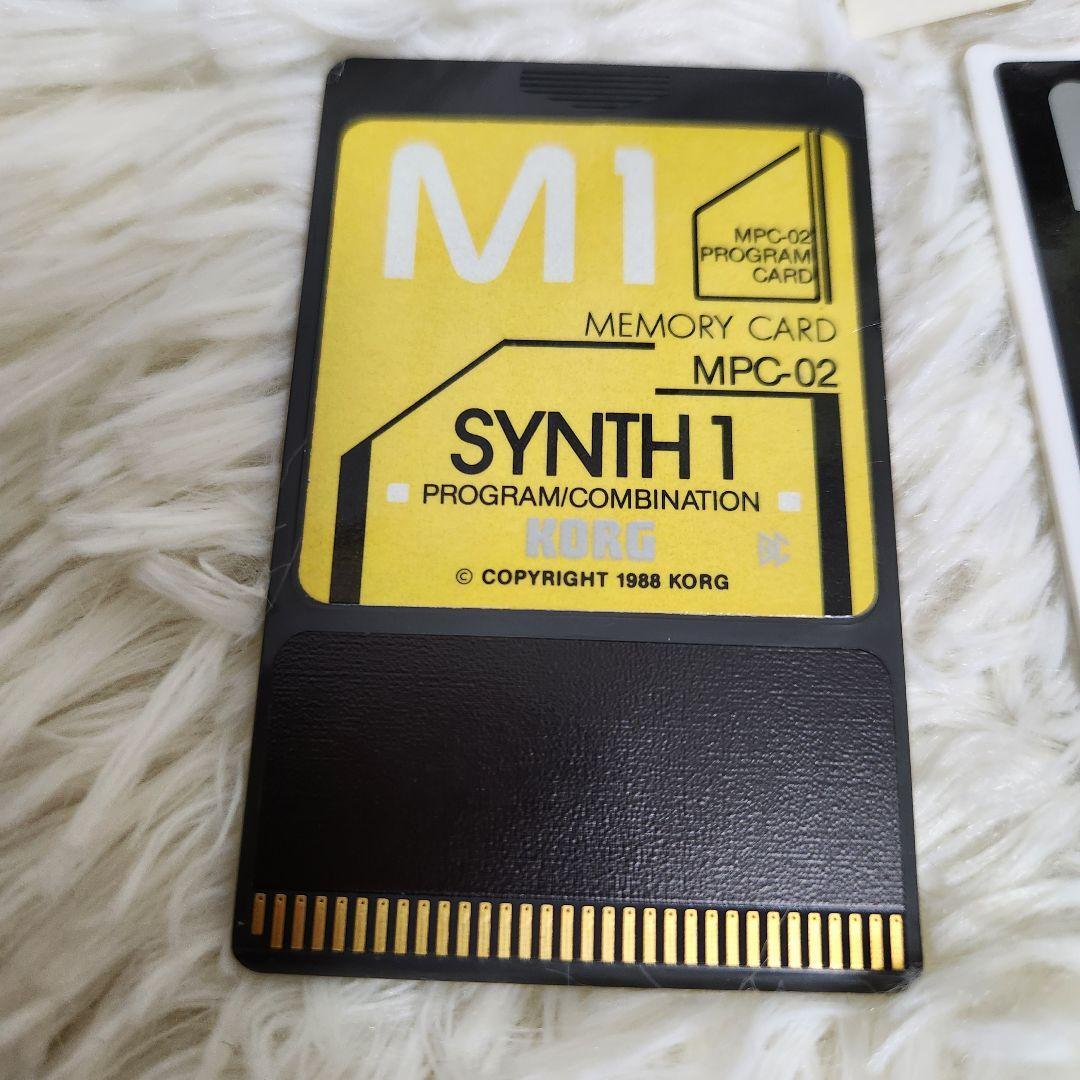 M1
MPC-02
PROGRAM
CARD
MEMORY CARD
MPC-02
SYNTH 1
PROGRAM/COMBINATION
KORG
© COPYRIGHT 1988 KORG